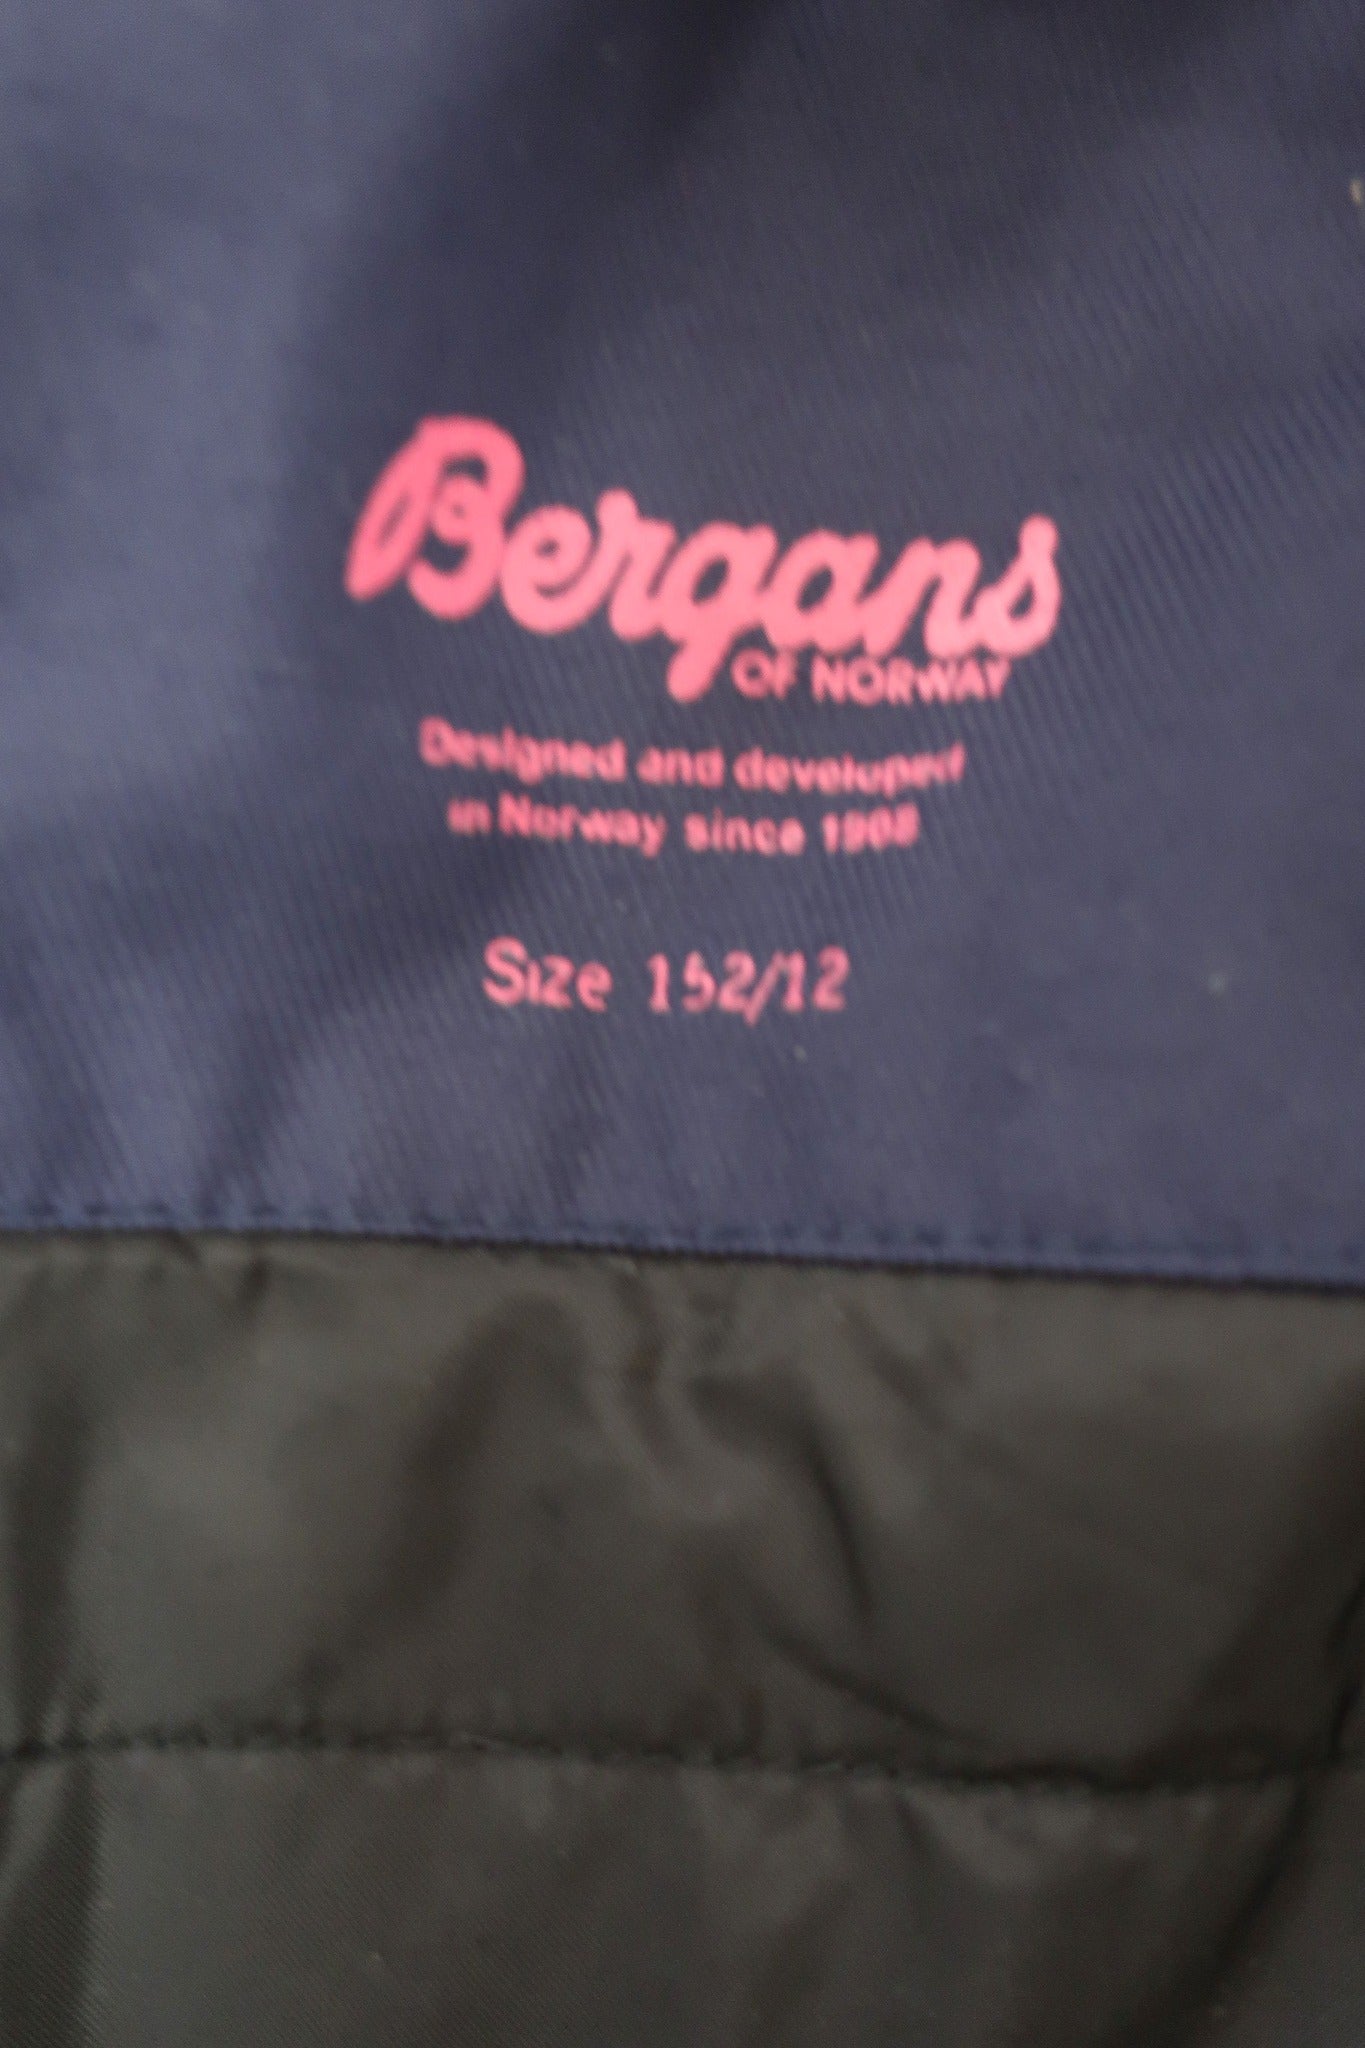 Bergans
OF NORWAY
Designed and developed
in Norway since 1908
Size 152/12